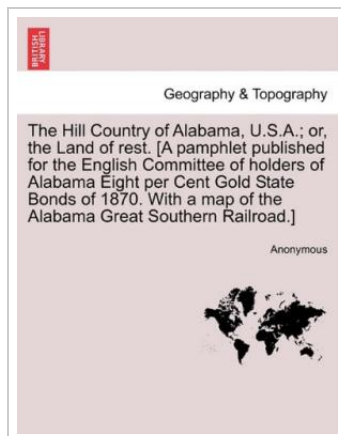 BRITISH
LIBRARY
Geography & Topography
The Hill Country of Alabama, U.S.A.; or,
the Land of rest. [A pamphlet published
for the English Committee of holders of
Alabama Eight per Cent Gold State
Bonds of 1870. With a map of the
Alabama Great Southern Railroad.]
Anonymous